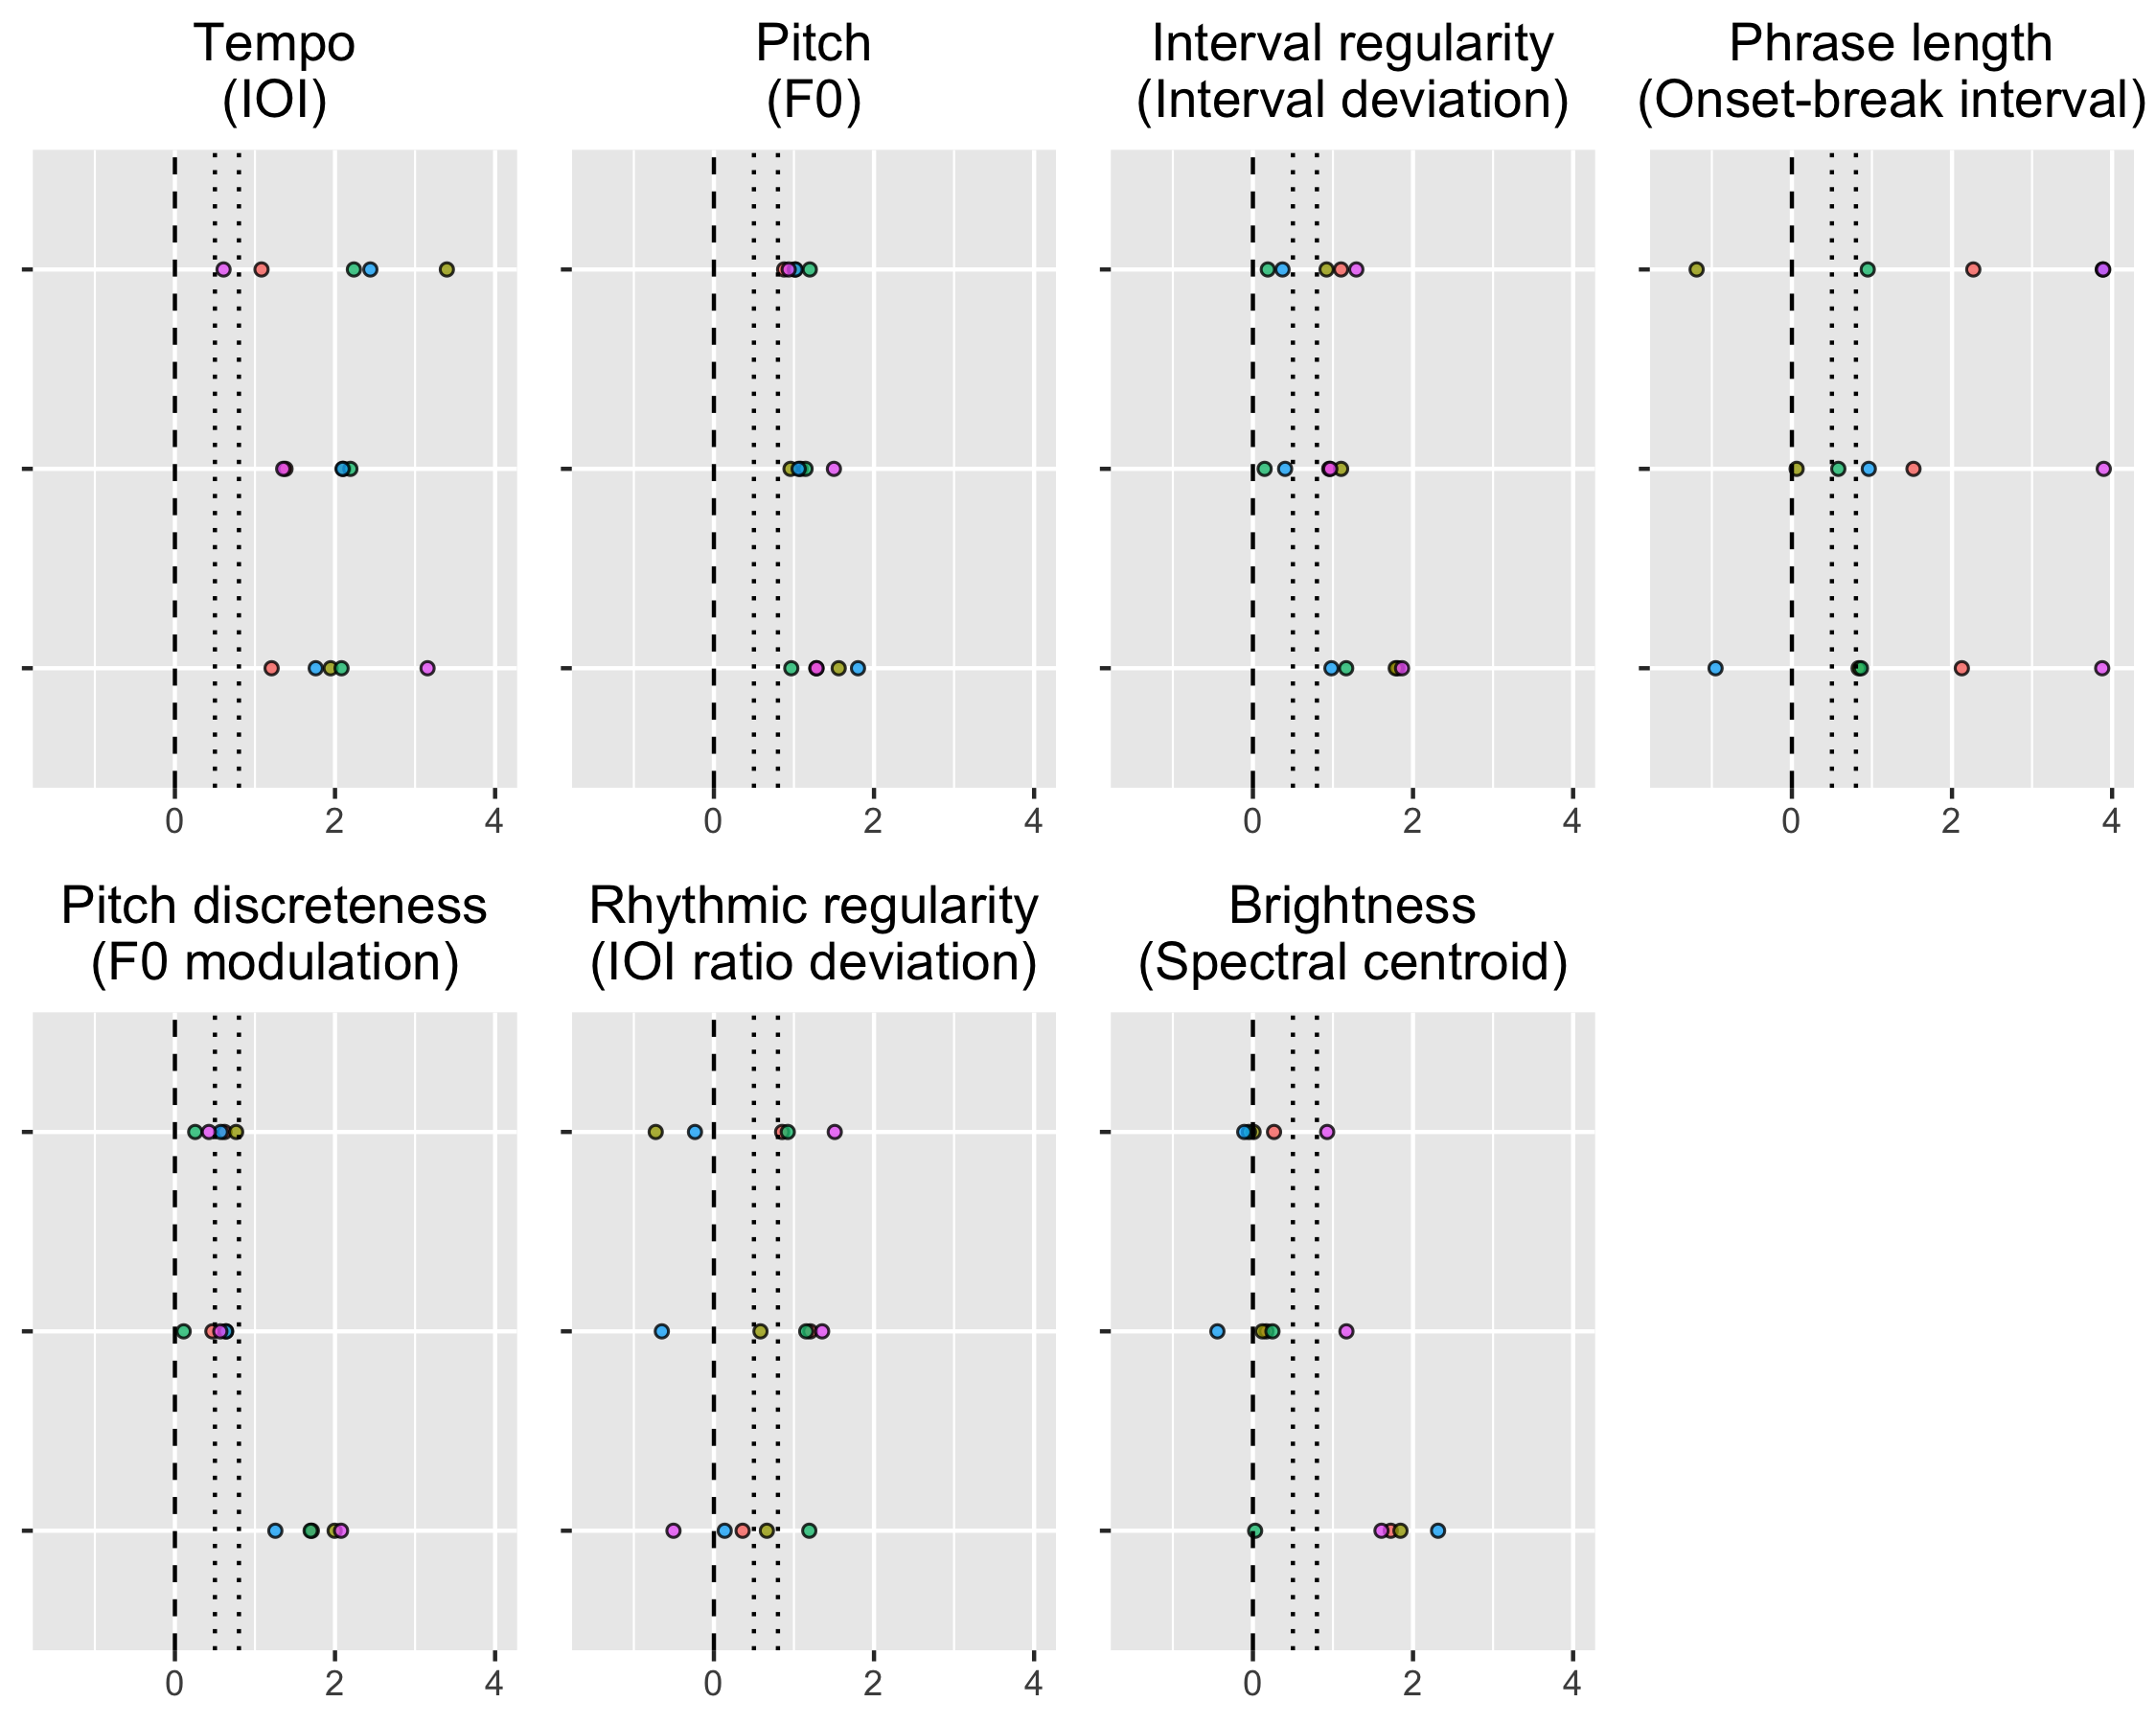 Tempo
(IOI)
Pitch
(F0)
Interval regularity
(Interval deviation)
Phrase length
(Onset-break interval)
0 2 4
0 2 4
0 2 4
0 2 4
Pitch discreteness
(F0 modulation)
Rhythmic regularity
(IOI ratio deviation)
Brightness
(Spectral centroid)
0 2 4
0 2 4
0 2 4